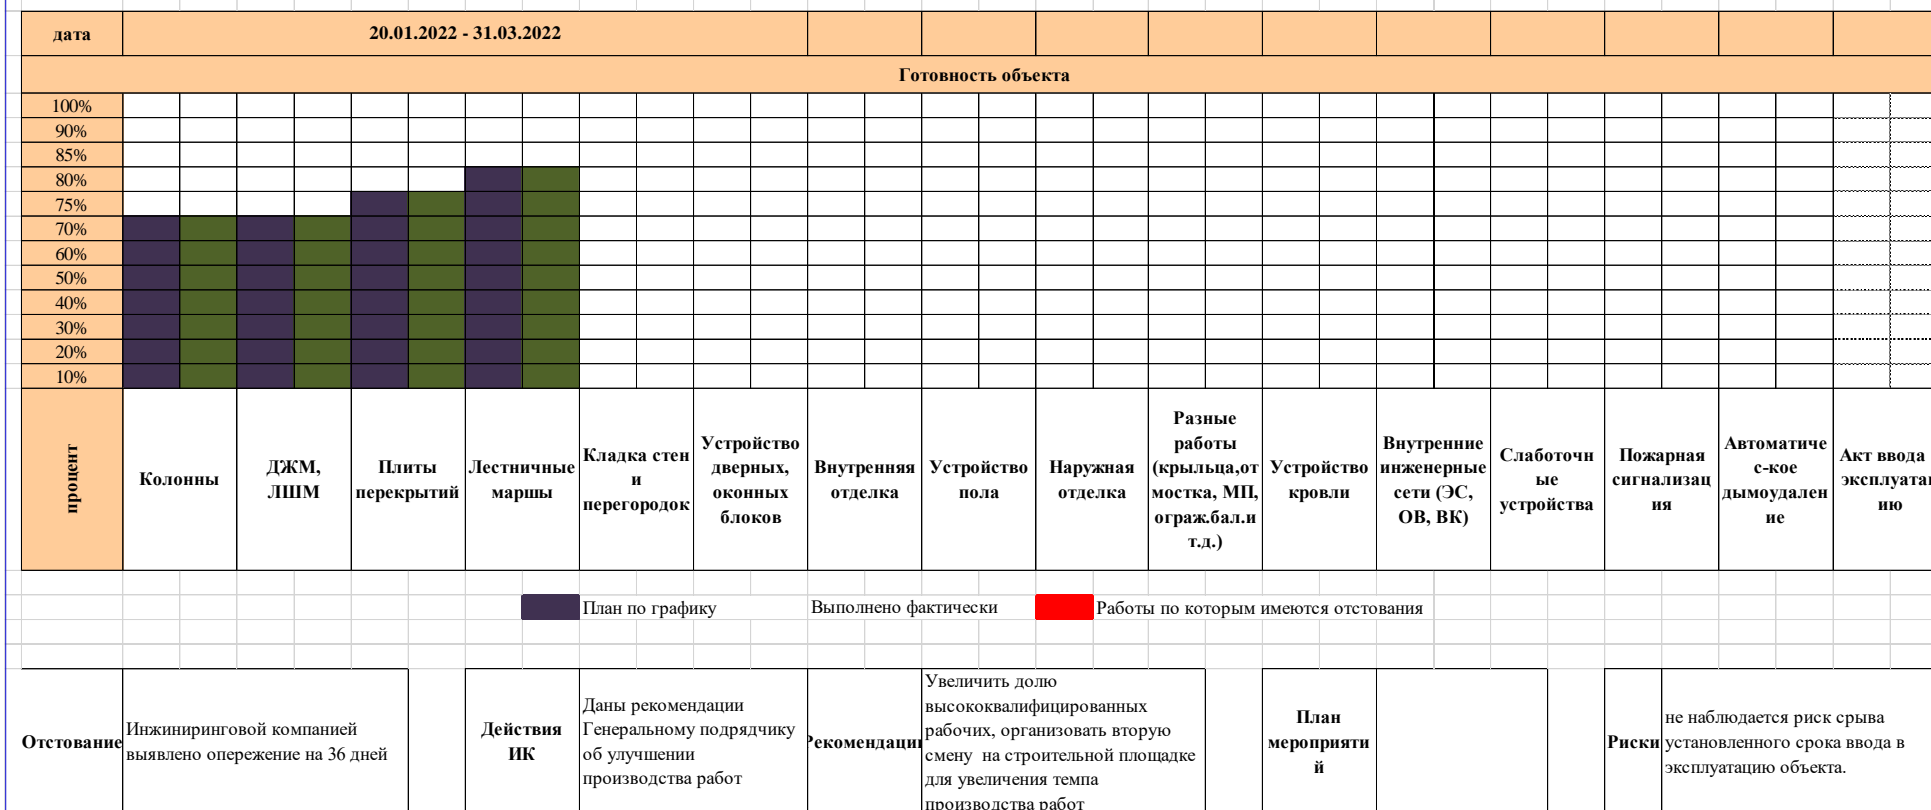 дата
20.01.2022 - 31.03.2022
Готовность объекта
100%
90%
85%
80%
75%
70%
60%
50%
40%
30%
20%
10%
процент
Колонны
ДЖМ,
ЛШМ
Плиты
перекрытий
Лестничные
марши
Кладка стен
и
перегородок
Устройство
дверных,
оконных
блоков
Внутренняя
отделка
Устройство
пола
Наружная
отделка
Разные
работы
(крыльца,от
мостка, МП,
ограж.бал.и
т.д.)
Устройство
кровли
Внутренние
инженерные
сети (ЭС,
ОВ, ВК)
Слаботочн
ые
устройства
Пожарная
сигнализац
ия
Автоматиче
с-кое
дымоудален
ие
Акт ввода
эксплуата
ию
План по графику
Выполнено фактически
Работы по которым имеются отстования
Отстование
Инжиниринговой компанией
выявлено опережение на 36 дней
Действия
ИК
Даны рекомендации
Генеральному подрядчику
об улучшении
производства работ
Рекомендации
Увеличить долю
высококвалифицированных
рабочих, организовать вторую
смену на строительной площадке
для увеличения темпа
производства работ
План
мероприяти
й
Риски
не наблюдается риск срыва
установленного срока ввода в
эксплуатацию объекта.